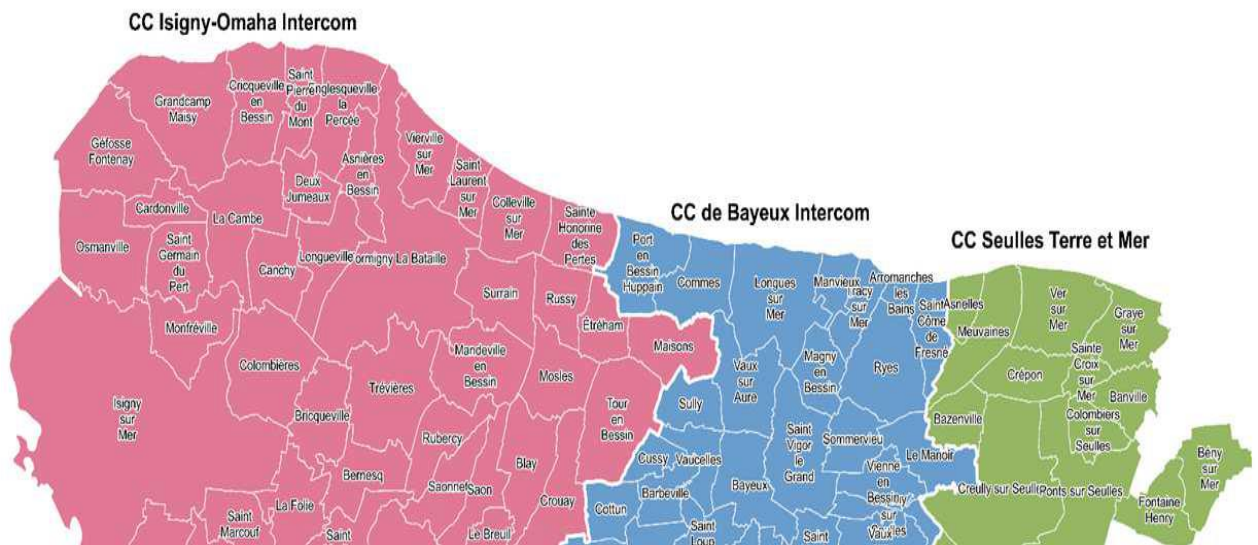 CC Isigny-Omaha Intercom
CC de Bayeux Intercom
CC Seulles Terre et Mer
Grandcamp
Maisy
Cricqueville
en
Bessin
Saint
Pierre
du
Mont
nglesqueville
la
Percée
Géfosse
Fontenay
Vierville
sur
Mer
Asnières
en
Bessin
Saint
Laurent
sur
Mer
Deux
Jumeaux
Colleville
sur
Mer
Sainte
Honorine
des
Pertes
Cardonville
La Cambe
Osmanville
Saint
Germain
du
Pert
Canchy
Longueville
ormigny La Bataille
Surrain
Russy
Étréham
Maisons
Monfréville
Colombières
Mandeville
en
Bessin
Mosles
Trévières
Isigny
sur
Mer
Bricqueville
Tour
en
Bessin
Rubercy
Bernesq
Saonnet
Saon
Blay
Crouay
La Folie
Saint
Marcouf
Saint
Le Breuil
Port
en
Bessin
Huppain
Commes
Longues
sur
Mer
Manvieux
Tracy
sur
Mer
Arromanches
les
Bains
Saint
Côme
de
Fresné
Vaux
sur
Aure
Magny
en
Bessin
Ryes
Sully
Saint
Vigor
le
Grand
Sommervieu
Le Manoir
Cussy
Vaucelles
Barbeville
Bayeux
Vienne
en
Bessin
sur
Cottun
Saint
Loup
Saint
Vaux
Asnelles
Meuvaines
Ver
sur
Mer
Graye
sur
Mer
Crépon
Sainte
Croix
sur
Mer
Banville
Bazenville
Colombiers
sur
Seulles
Creully sur Seulles
Ponts sur Seulles
Bény
sur
Mer
Fontaine
Henry